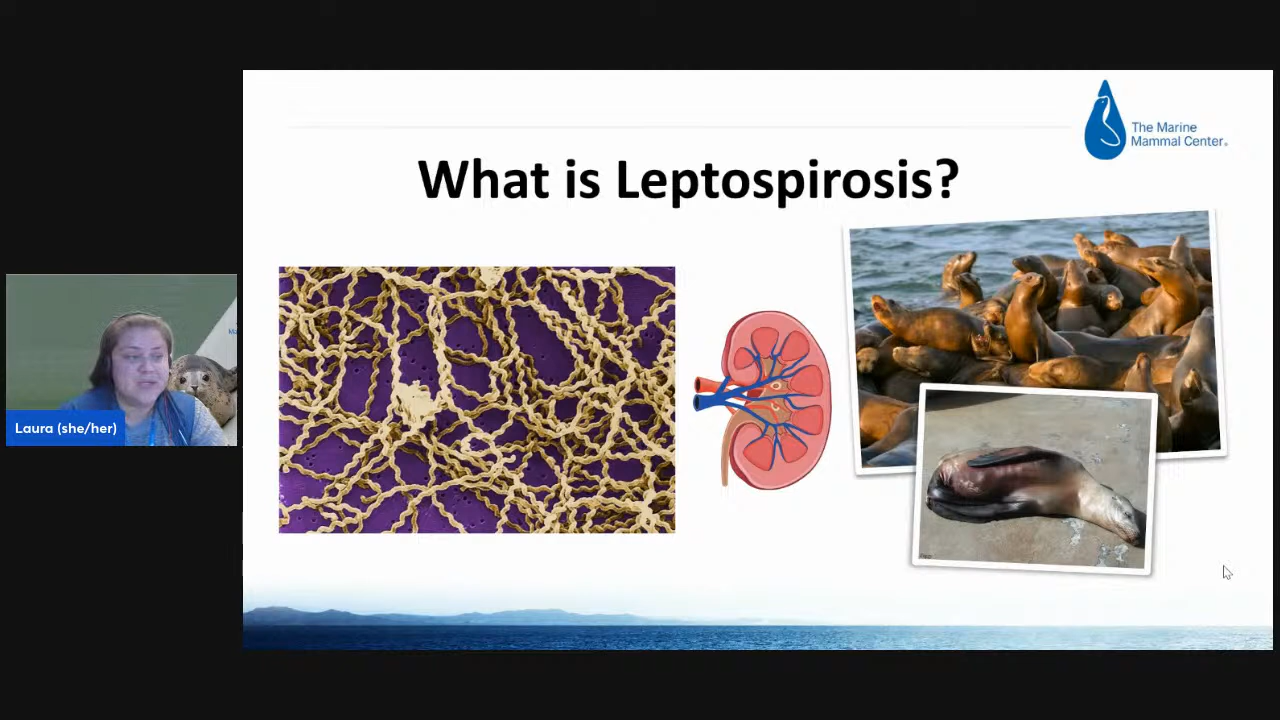 The Marine
Mammal Center®
What is Leptospirosis?
Laura (she/her)